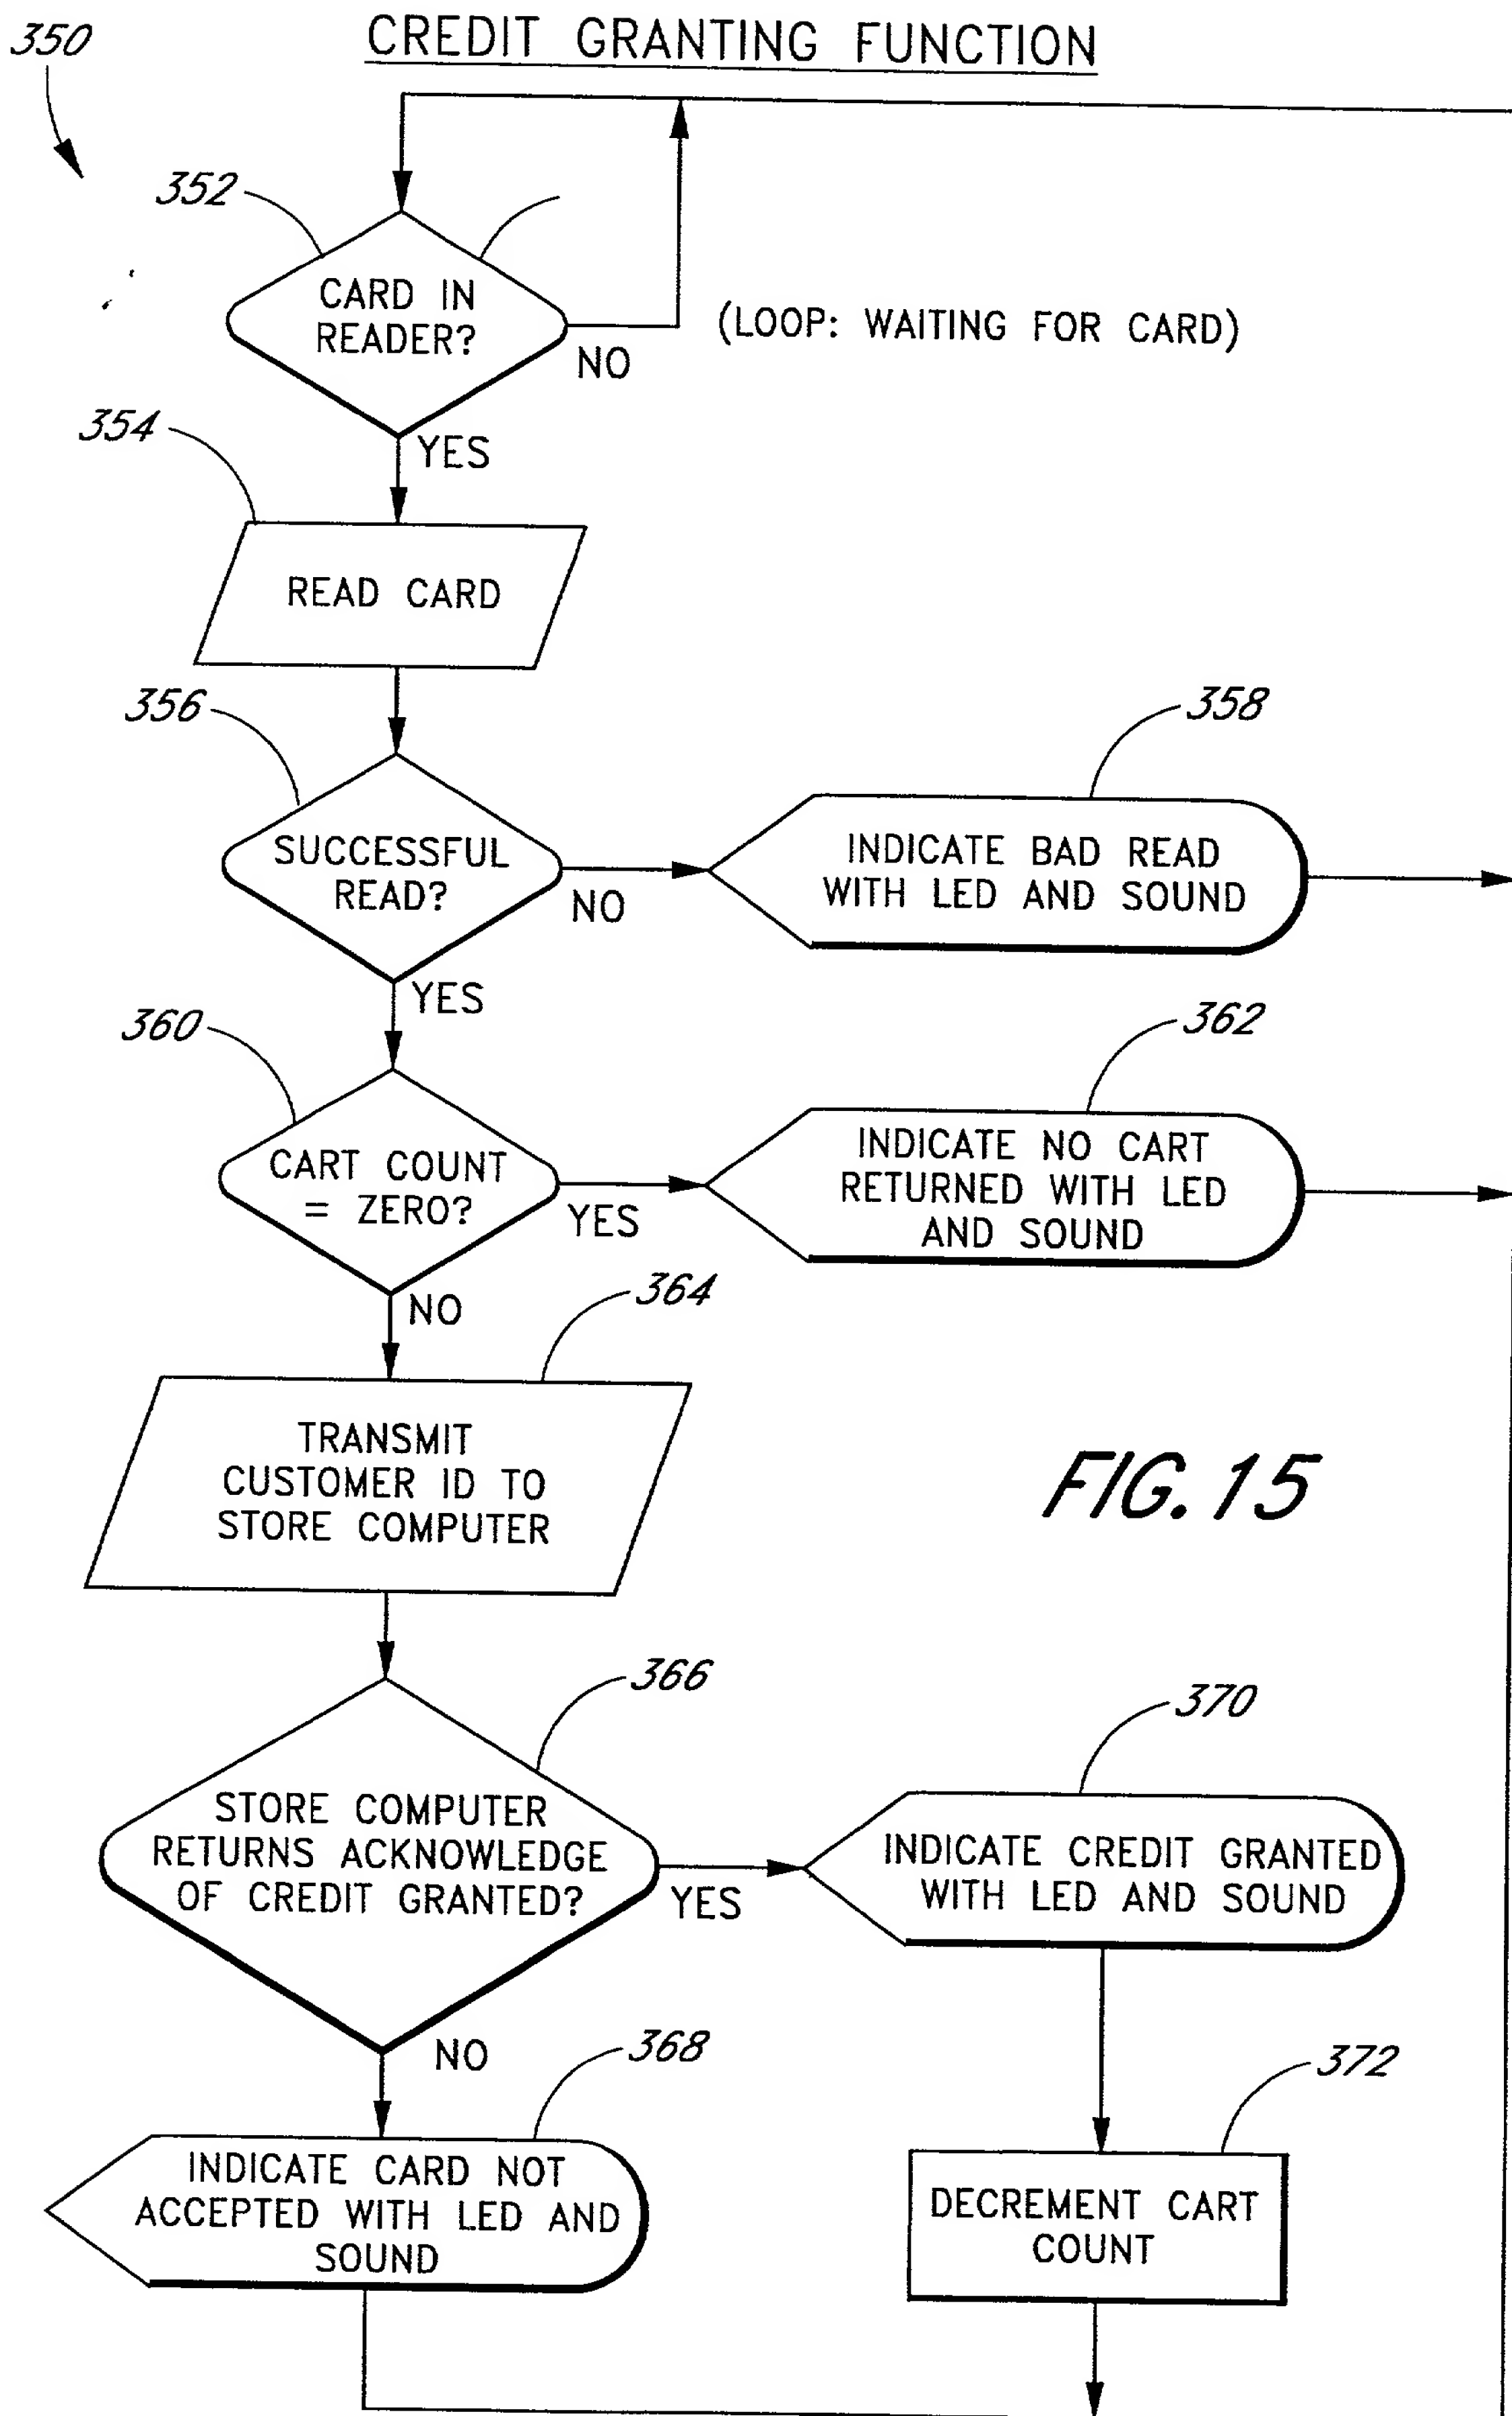 350
CREDIT GRANTING FUNCTION
352
CARD IN
READER?
NO
(LOOP: WAITING FOR CARD)
YES
354
READ CARD
356
SUCCESSFUL
READ?
NO
358
INDICATE BAD READ
WITH LED AND SOUND
YES
360
CART COUNT
= ZERO?
YES
362
INDICATE NO CART
RETURNED WITH LED
AND SOUND
NO
364
TRANSMIT
CUSTOMER ID TO
STORE COMPUTER
FIG. 15
366
STORE COMPUTER
RETURNS ACKNOWLEDGE
OF CREDIT GRANTED?
YES
370
INDICATE CREDIT GRANTED
WITH LED AND SOUND
NO
368
INDICATE CARD NOT
ACCEPTED WITH LED AND
SOUND
372
DECREMENT CART
COUNT